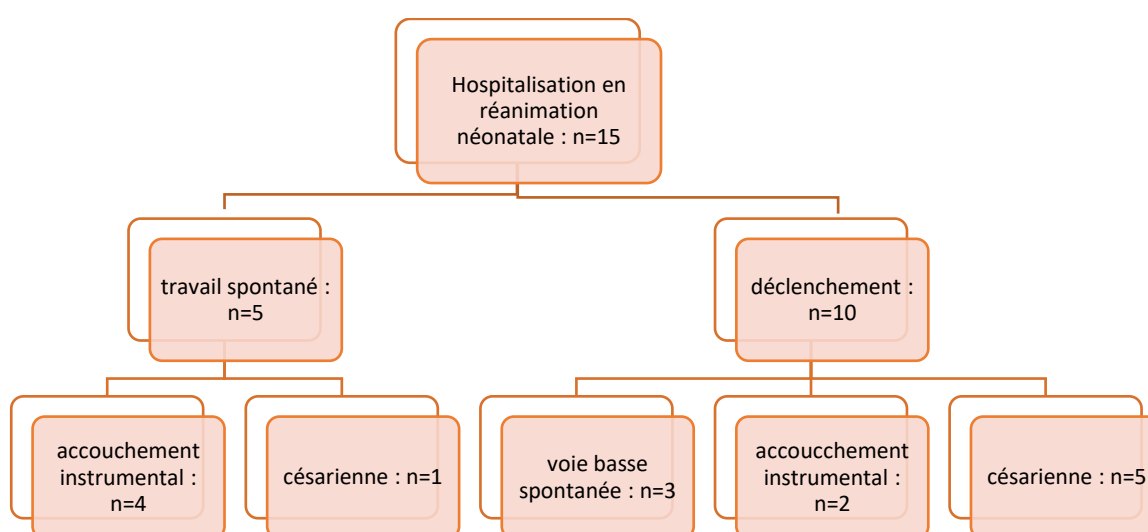 Hospitalisation en
réanimation
néonatale : n=15
travail spontané :
n=5
déclenchement :
n=10
accouchement
instrumental :
n=4
césarienne : n=1
voie basse
spontanée : n=3
accoucchement
instrumental :
n=2
césarienne : n=5